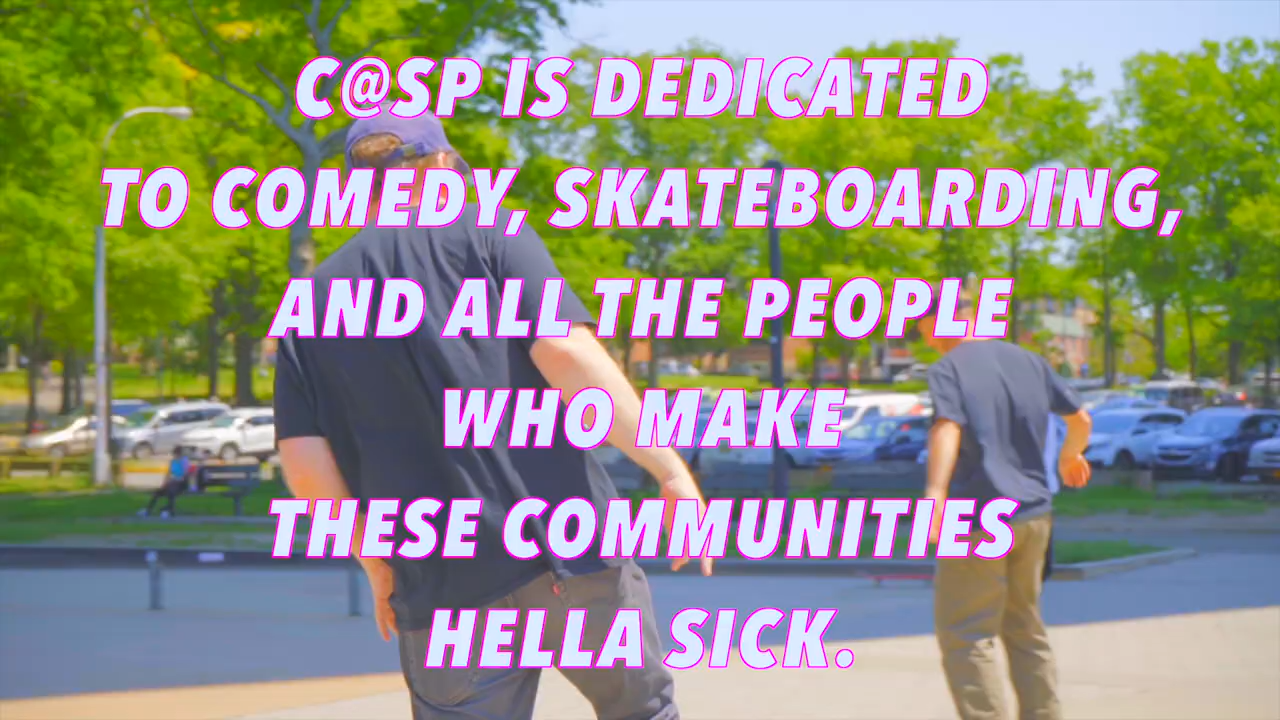 C@SP IS DEDICATED
TO COMEDY, SKATEBOARDING,
AND ALL THE PEOPLE
WHO MAKE
THESE COMMUNITIES
HELLA SICK.